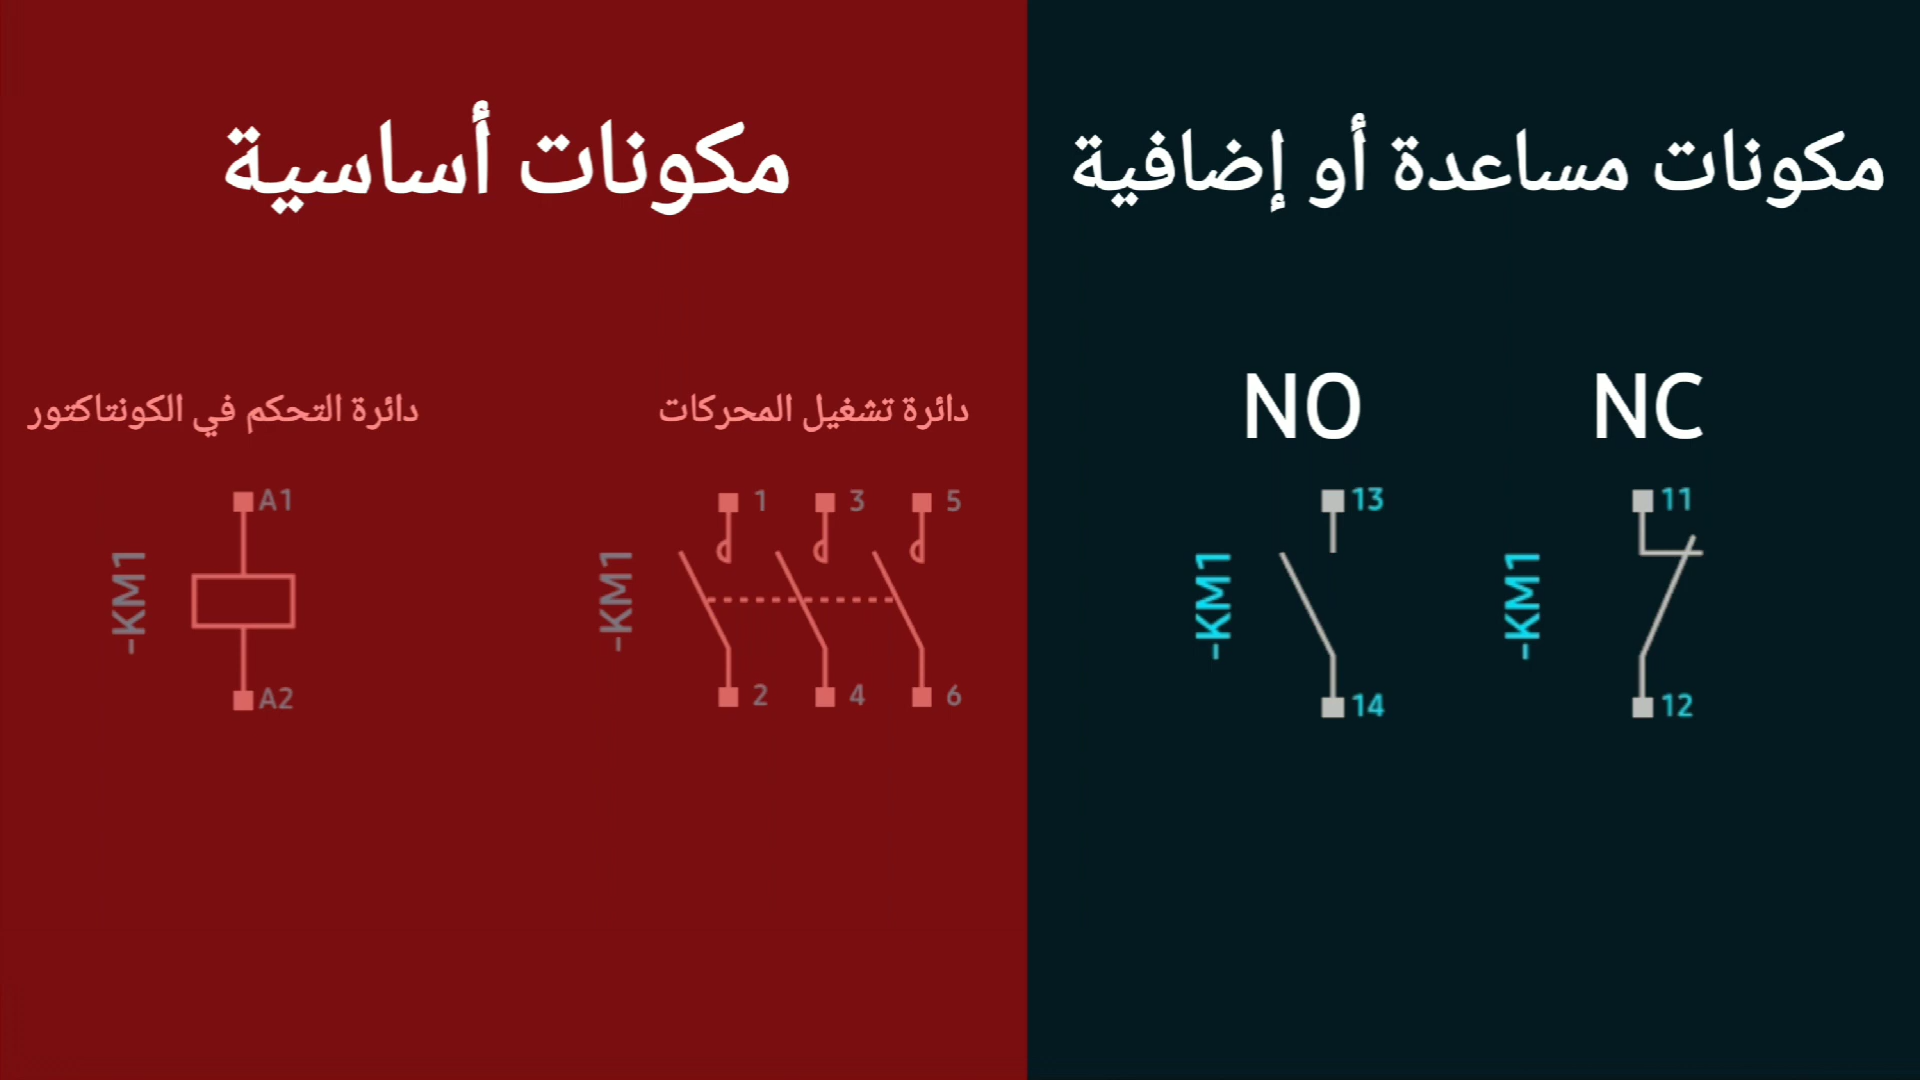 مكونات أساسية
مكونات مساعدة أو إضافية
دائرة التحكم في الكونتاكتور
دائرة تشغيل المحركات
NO
NC
A1
-KM1
A2
1 3 5
-KM1
2 4 6
13
-KM1
14
11
-KM1
12